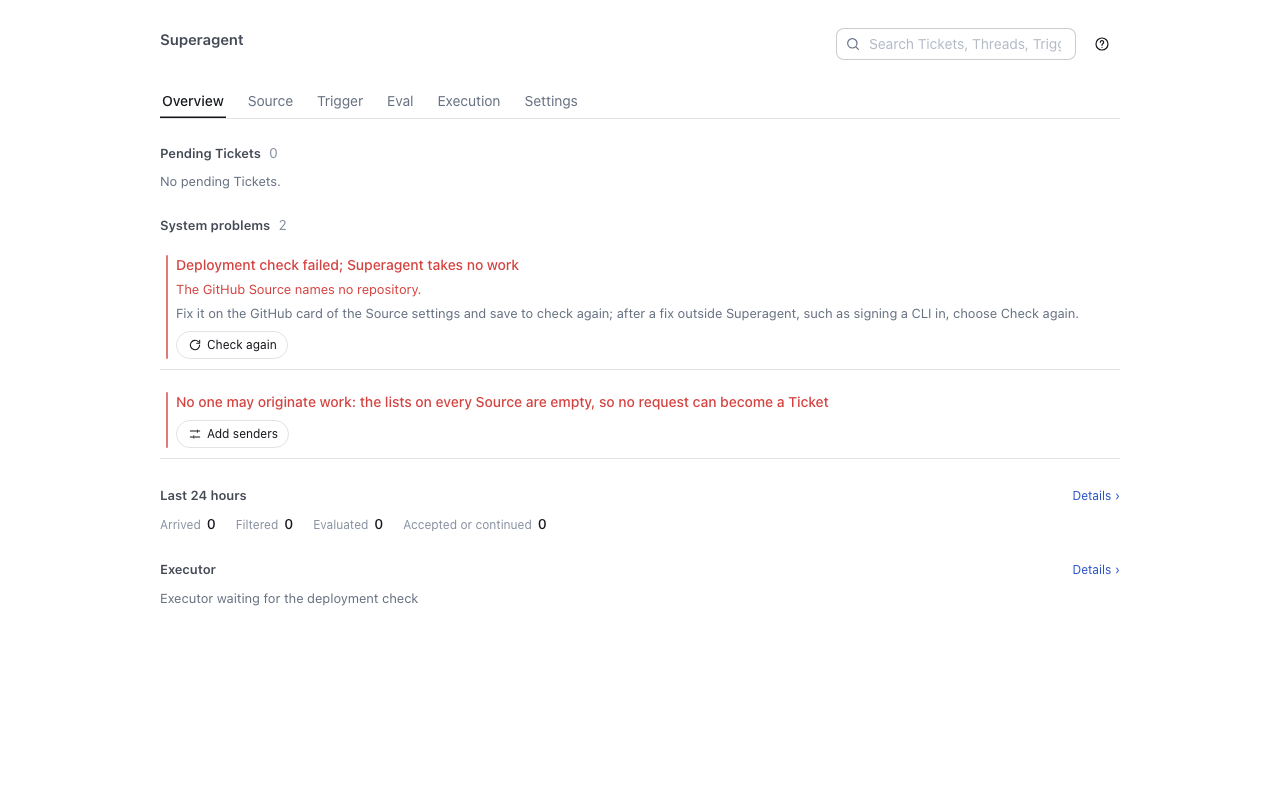 Superagent
Search Tickets, Threads, Trigg
Overview Source Trigger Eval Execution Settings
Pending Tickets 0
No pending Tickets.
System problems 2
Deployment check failed; Superagent takes no work
The GitHub Source names no repository.
Fix it on the GitHub card of the Source settings and save to check again; after a fix outside Superagent, such as signing a CLI in, choose Check again.
Check again
No one may originate work: the lists on every Source are empty, so no request can become a Ticket
Add senders
Last 24 hours Details ›
Arrived 0 Filtered 0 Evaluated 0 Accepted or continued 0
Executor Details ›
Executor waiting for the deployment check